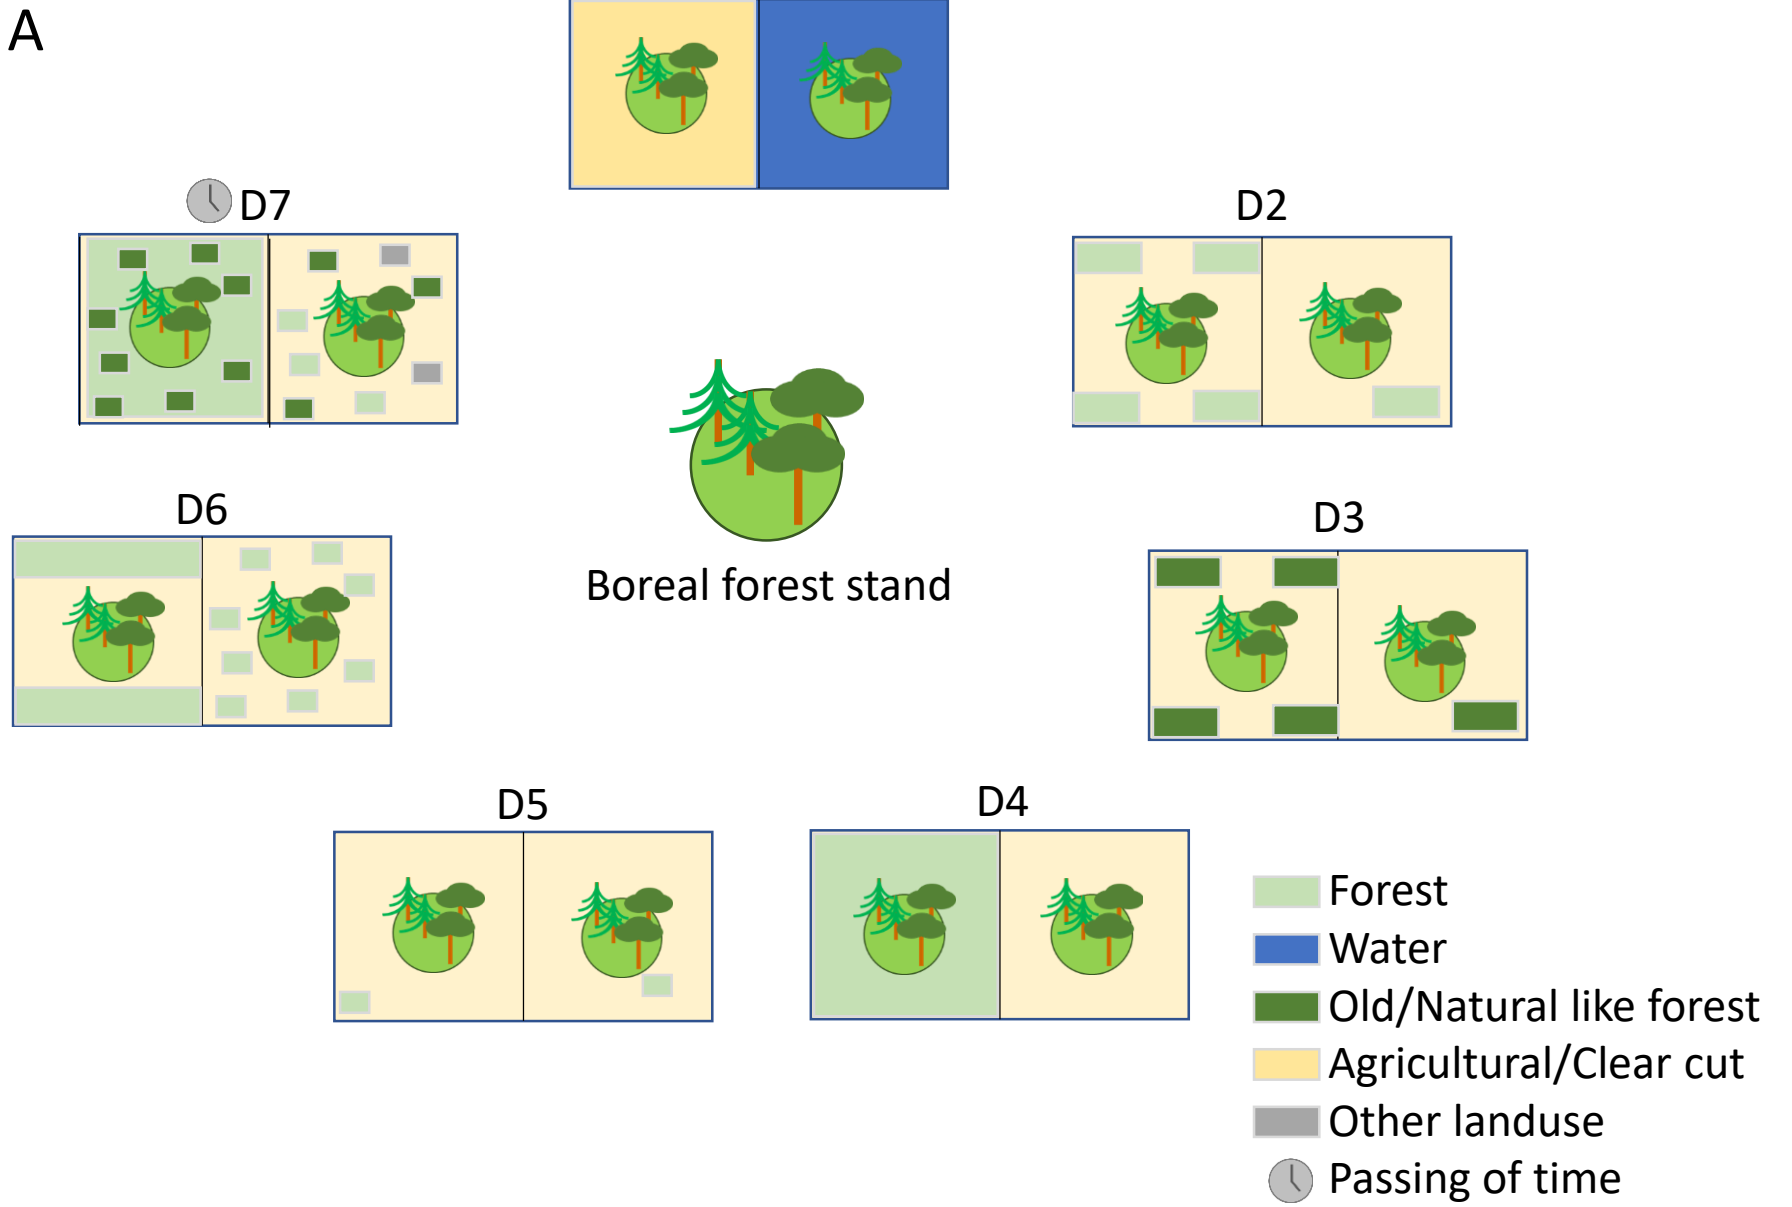 A
D7
D2
D6
D3
Boreal forest stand
D5
D4
Forest
Water
Old/Natural like forest
Agricultural/Clear cut
Other landuse
Passing of time